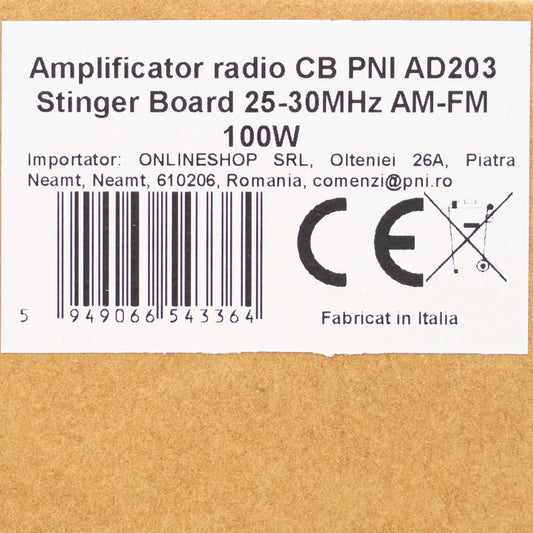 Amplificator radio CB PNI AD203
Stinger Board 25-30MHz AM-FM
100W
Importator: ONLINESHOP SRL, Olteniei 26A, Piatra
Neamt, Neamt, 610206, Romania, comenzi@pni.ro
CE
5 949066 543364
Fabricat in Italia